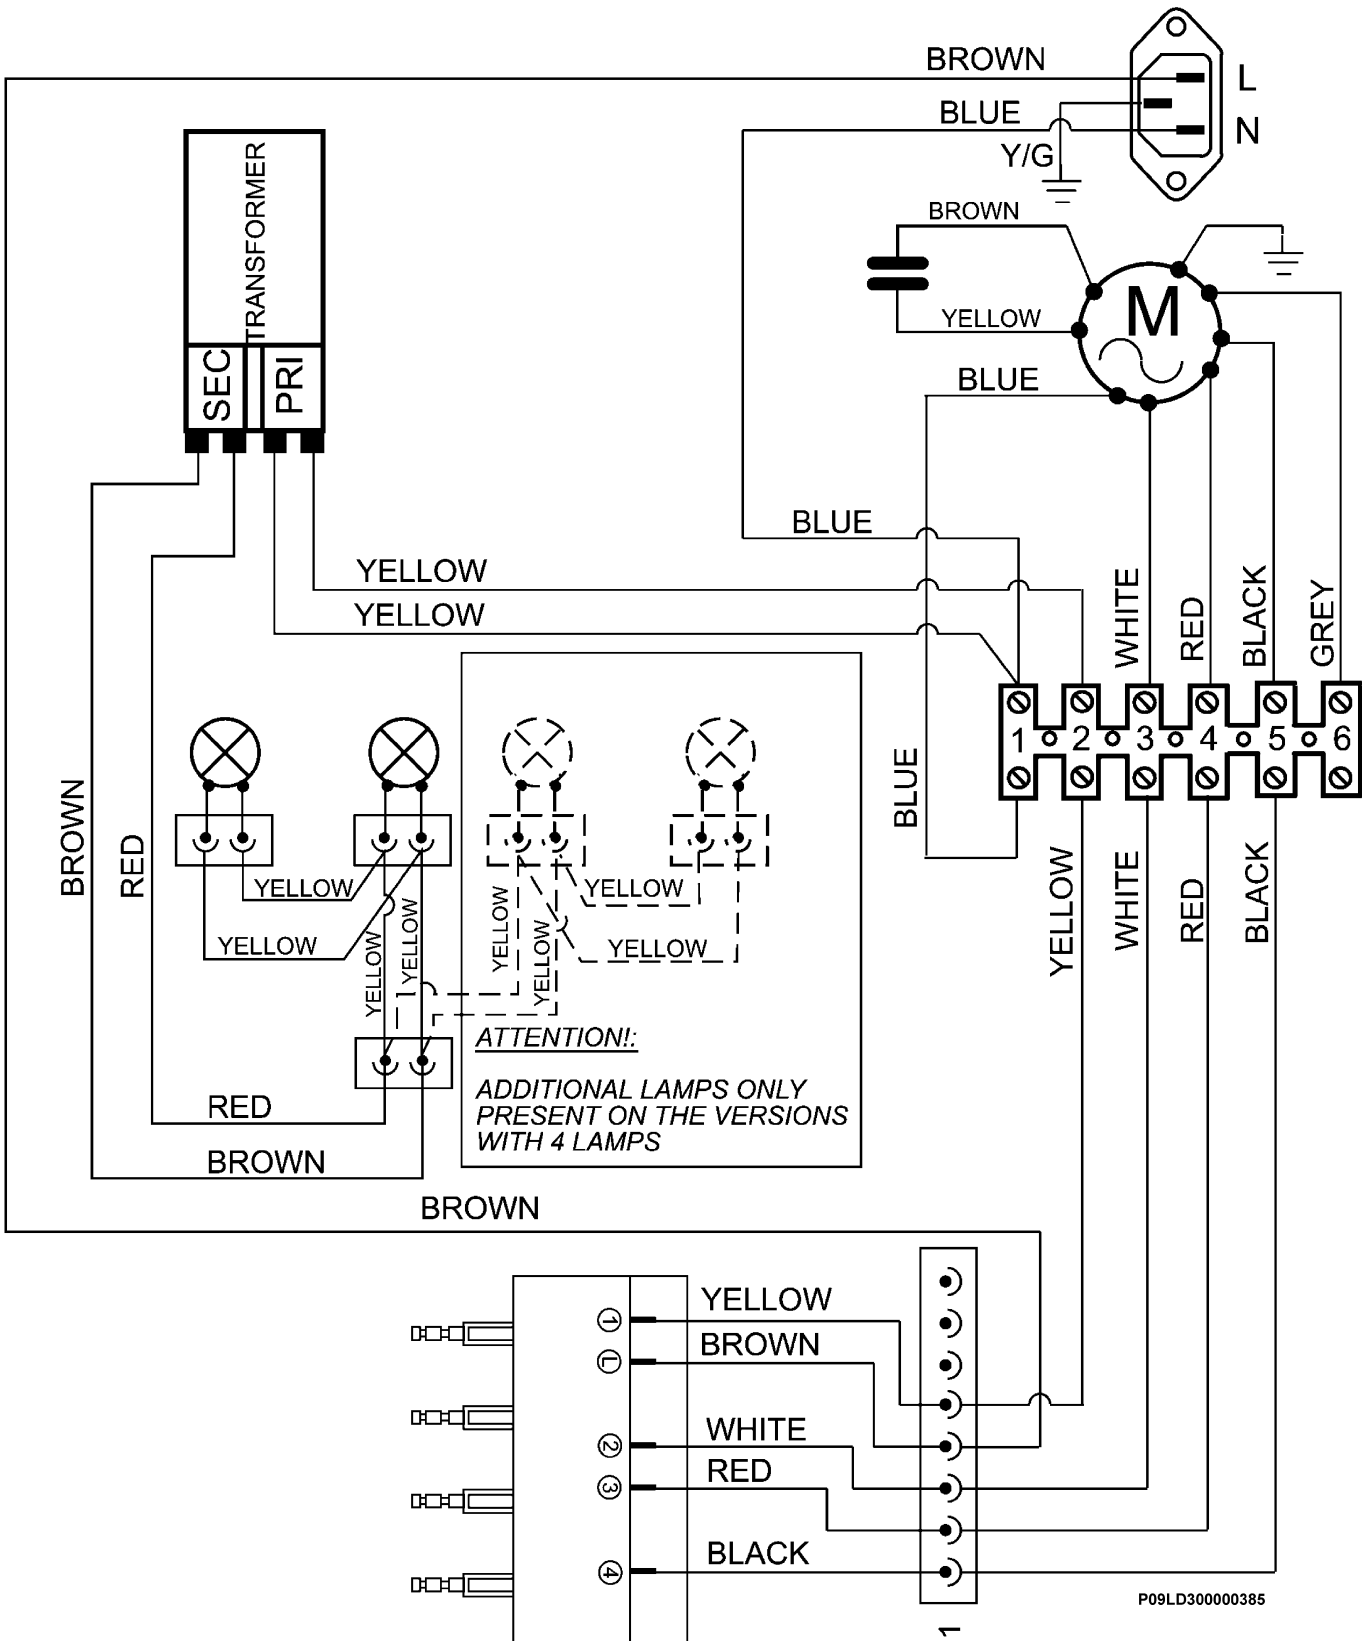 BROWN
L
BLUE
N
Y/G
TRANSFORMER
SEC
PRI
BROWN
YELLOW
M
BLUE
BLUE
YELLOW
YELLOW
WHITE
RED
BLACK
GREY
1 2 3 4 5 6
BLUE
BROWN
RED
YELLOW
YELLOW
YELLOW
YELLOW
YELLOW
YELLOW
YELLOW
YELLOW
YELLOW
WHITE
RED
BLACK
ATTENTION!:
ADDITIONAL LAMPS ONLY
PRESENT ON THE VERSIONS
WITH 4 LAMPS
RED
BROWN
BROWN
1
YELLOW
L
BROWN
2
WHITE
3
RED
4
BLACK
P09LD300000385
1